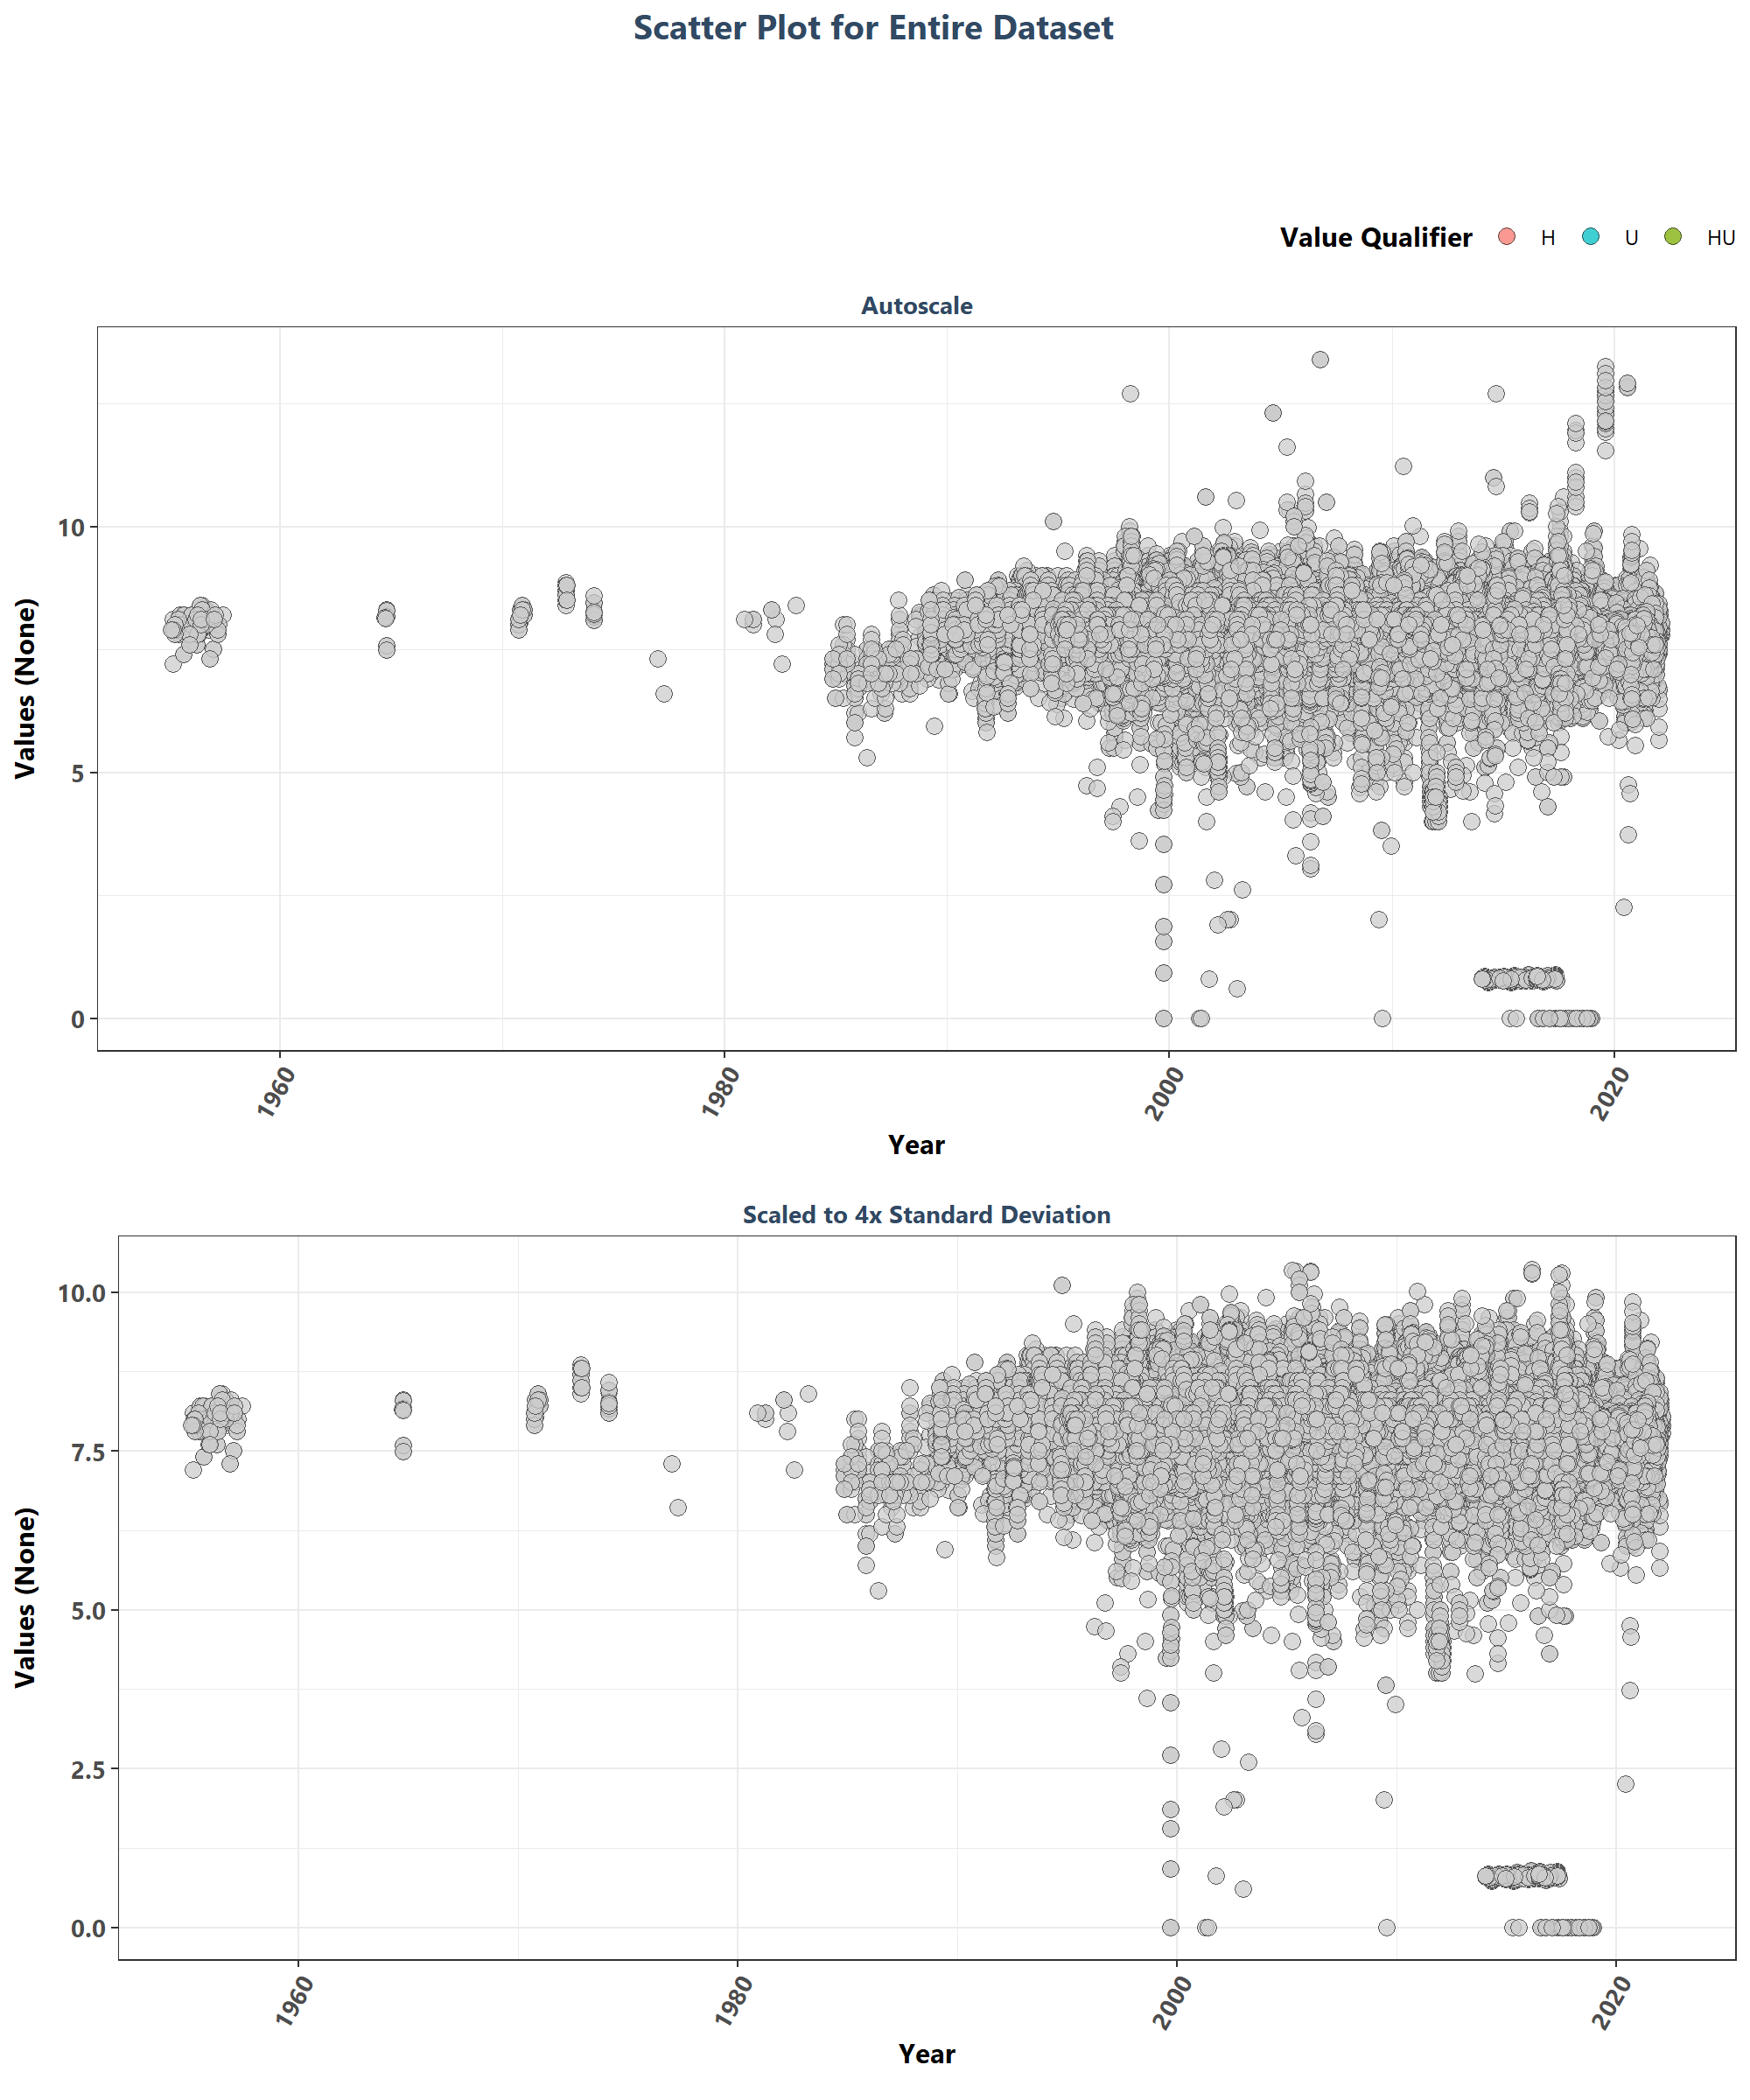 Scatter Plot for Entire Dataset
Value Qualifier H U HU
Autoscale
Values (None)
10
5
0
1960 1980 2000 2020
Year
Scaled to 4x Standard Deviation
Values (None)
10.0
7.5
5.0
2.5
0.0
1960 1980 2000 2020
Year